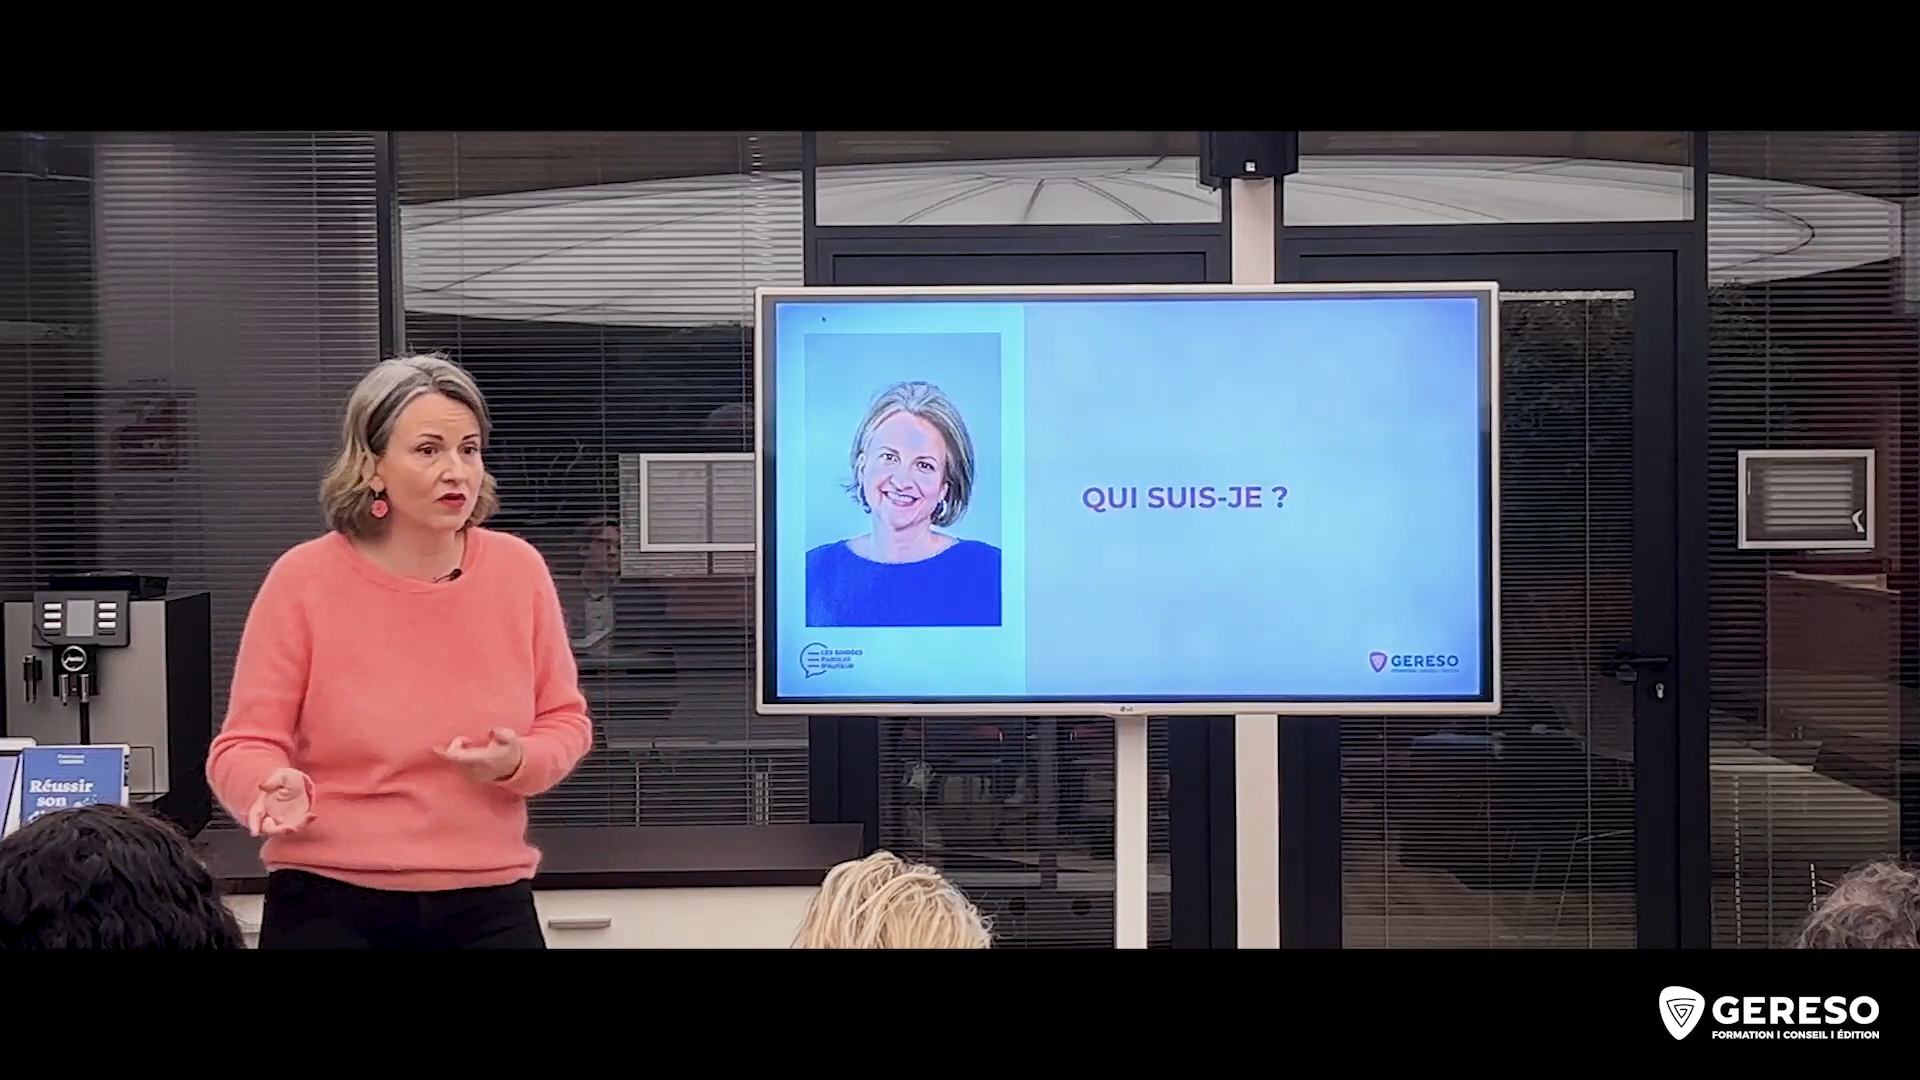 QUI SUIS-JE ?
LES SOIRÉES
PAROLES
D'AUTEUR
GERESO
Réussir
son
GERESO
FORMATION | CONSEIL | ÉDITION